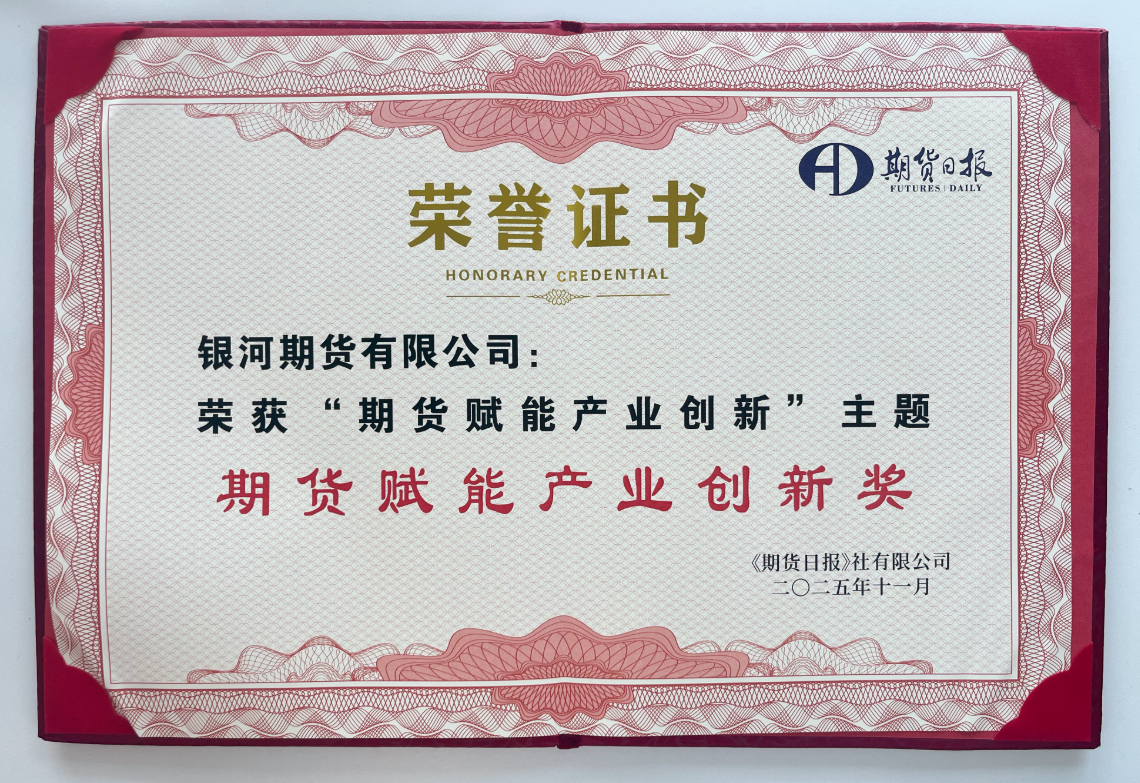 期货日报
FUTURES DAILY
荣誉证书
HONORARY CREDENTIAL
银河期货有限公司：
荣获“期货赋能产业创新”主题
期货赋能产业创新奖
《期货日报》社有限公司
二〇二五年十一月